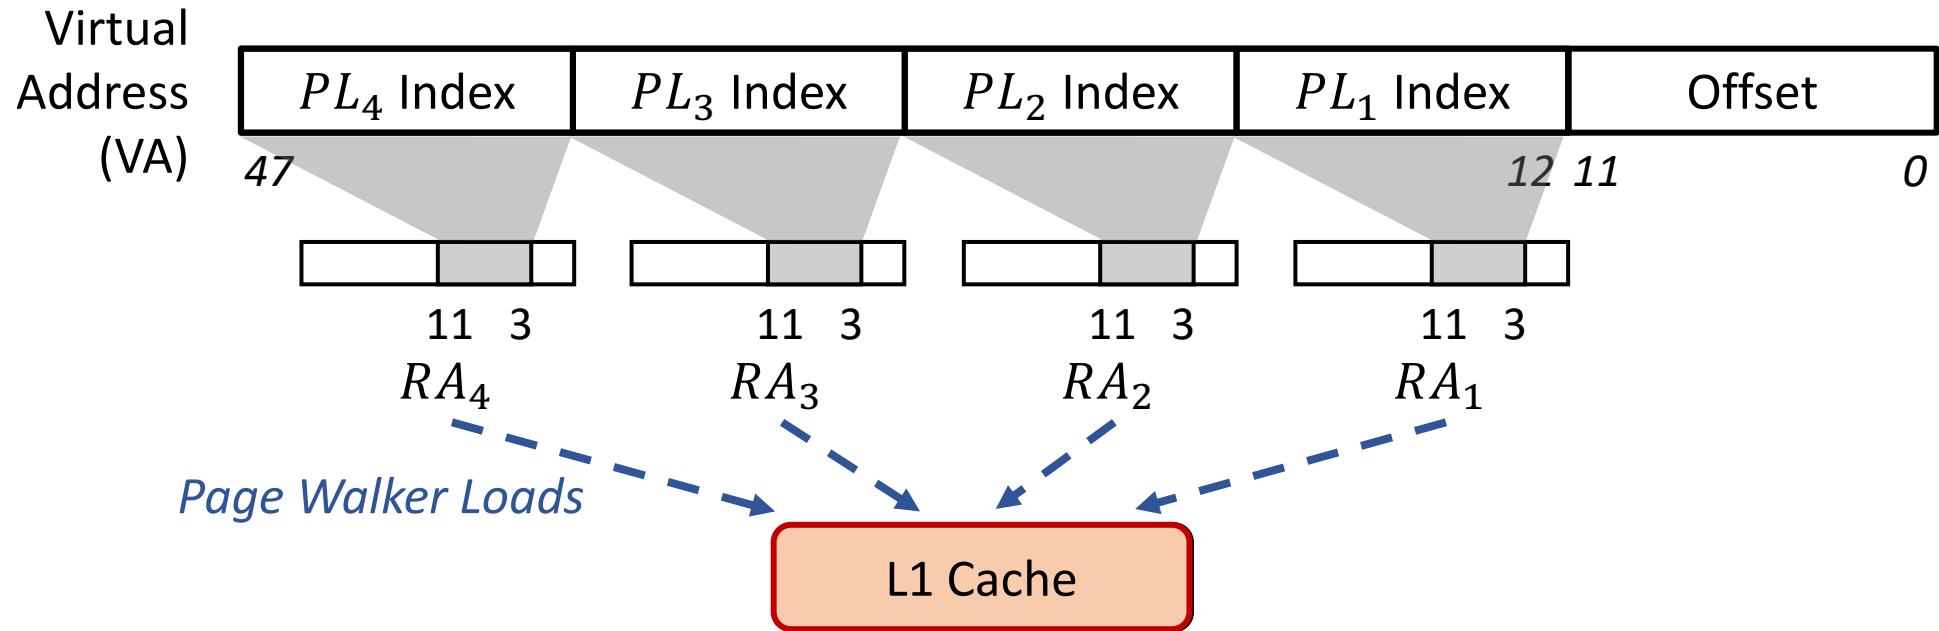 Virtual
Address
(VA)
PL₄ Index PL₃ Index PL₂ Index PL₁ Index Offset
47 12 11 0
11 3 11 3 11 3 11 3
RA₄ RA₃ RA₂ RA₁
Page Walker Loads
L1 Cache